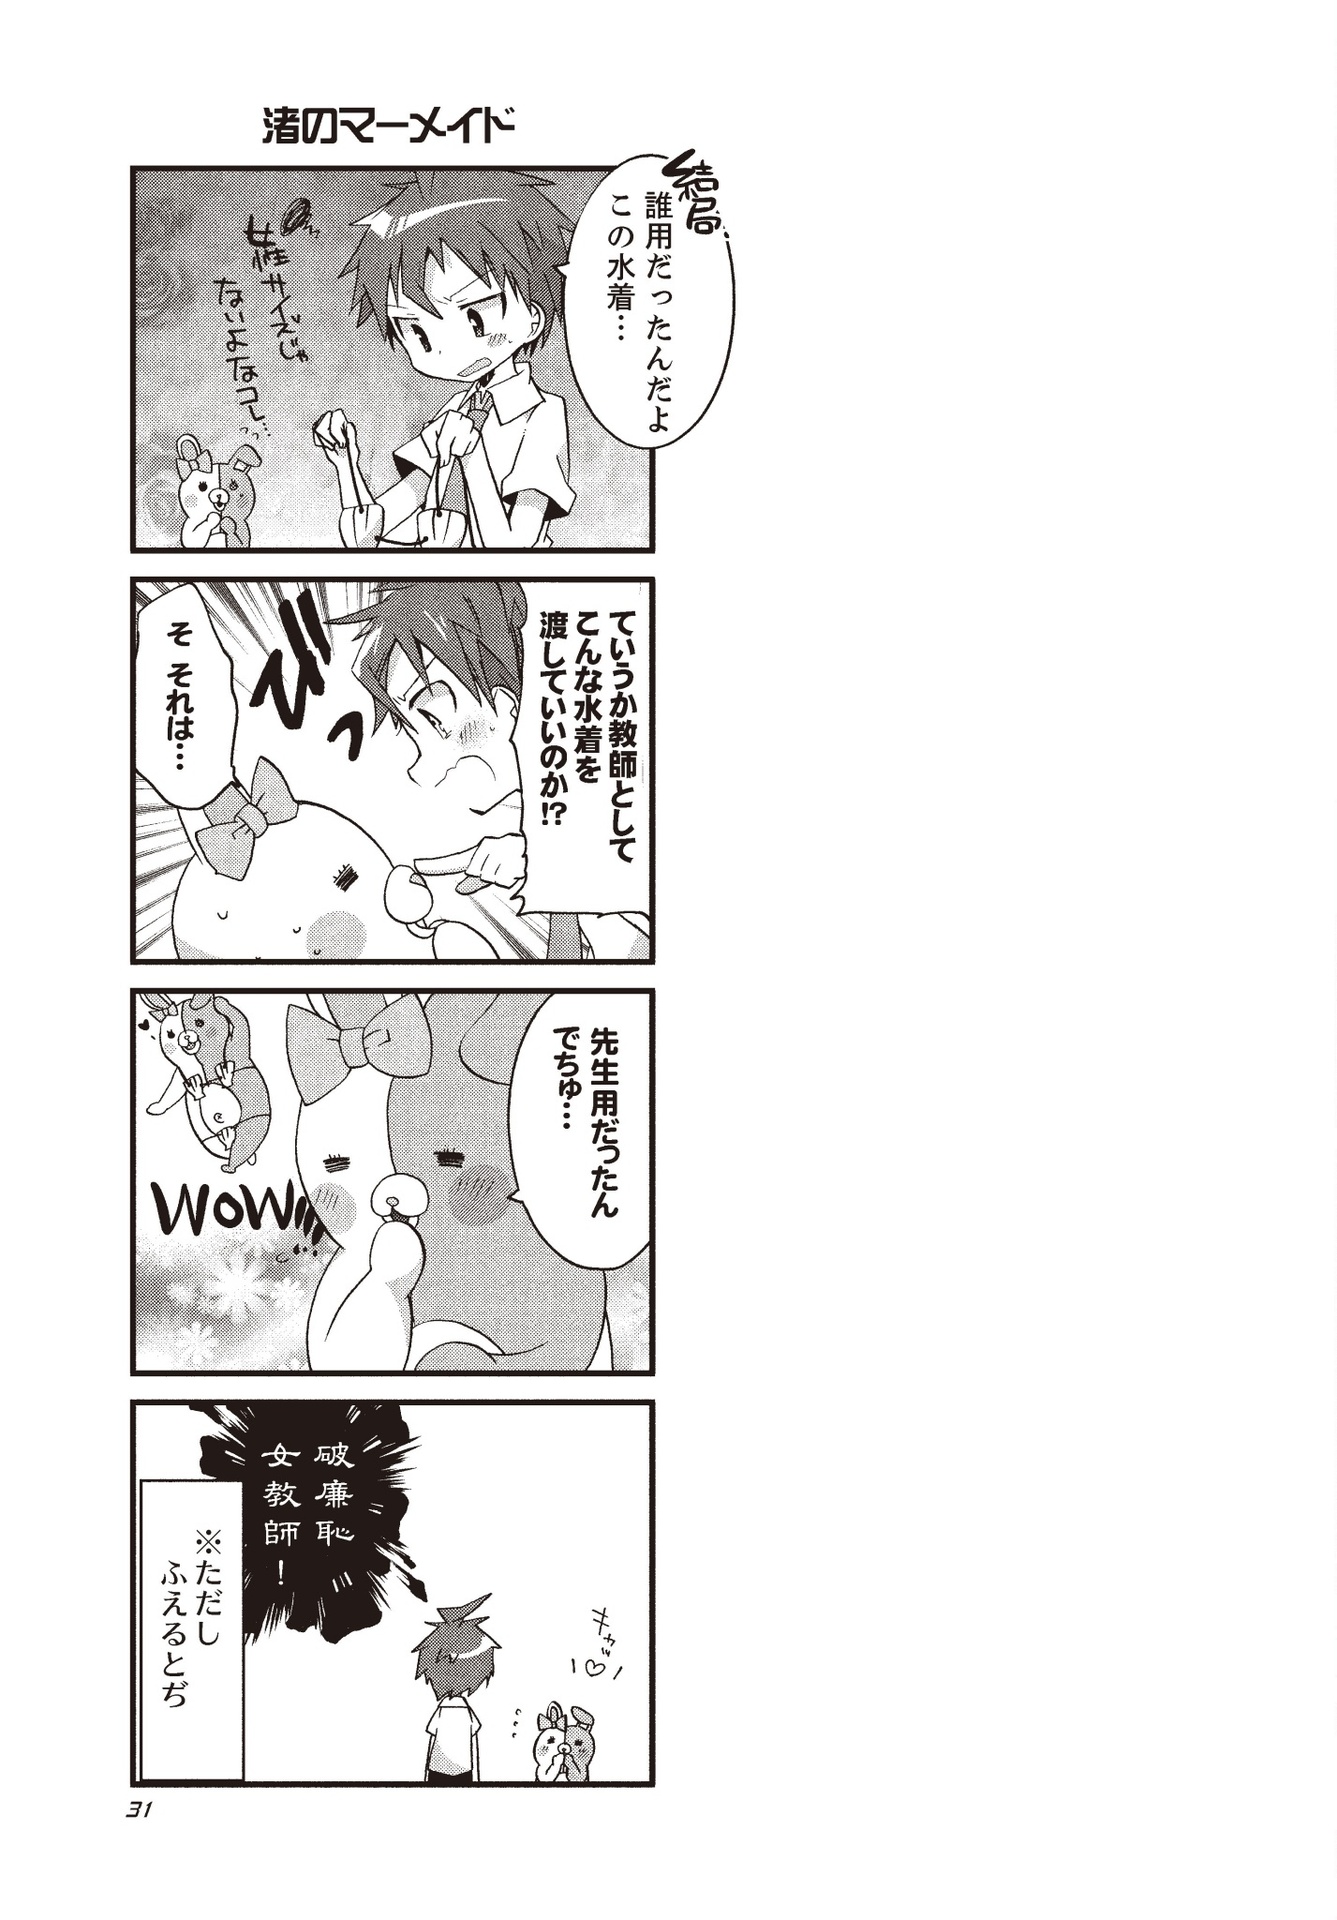 渚のマーメイド
結局、
誰用だったんだよ
この水着…
女性サイズじゃ
ないよなコレ…
ていうか教師として
こんな水着を
渡していいのか!?
びっ
そ それは…
先生用だったん
でちゅ…
WOW!!!
破廉恥
女教師!
※ただし
ふえるとぢ
キャッ
31